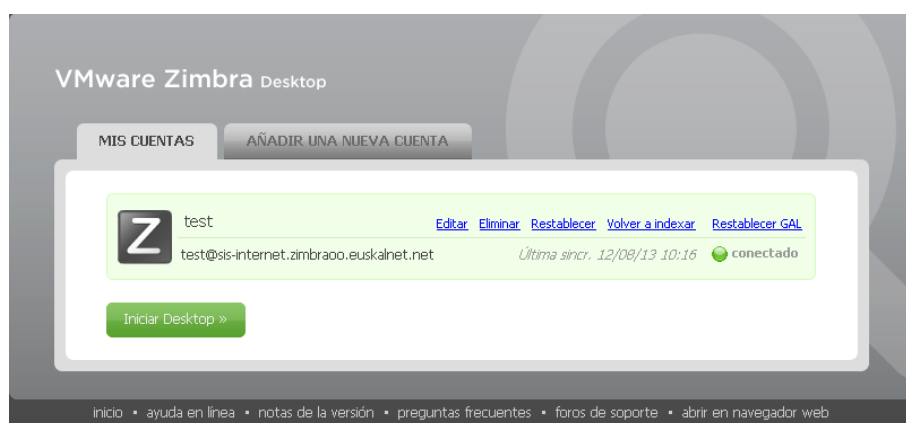 VMware Zimbra Desktop
MIS CUENTAS AÑADIR UNA NUEVA CUENTA
Z
test Editar Eliminar Restablecer Volver a indexar Restablecer GAL
test@sis-internet.zimbraoo.euskalnet.net Última sincr. 12/08/13 10:16 conectado
Iniciar Desktop »
inicio • ayuda en línea • notas de la versión • preguntas frecuentes • foros de soporte • abrir en navegador web